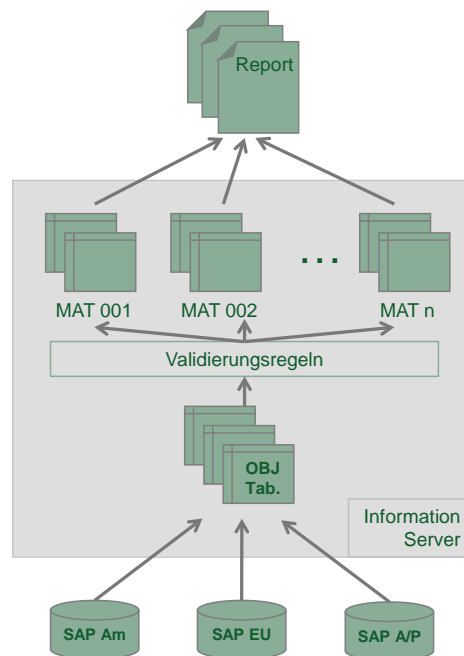 Report
...
MAT 001 MAT 002 MAT n
Validierungsregeln
OBJ
Tab.
Information
Server
SAP Am SAP EU SAP A/P